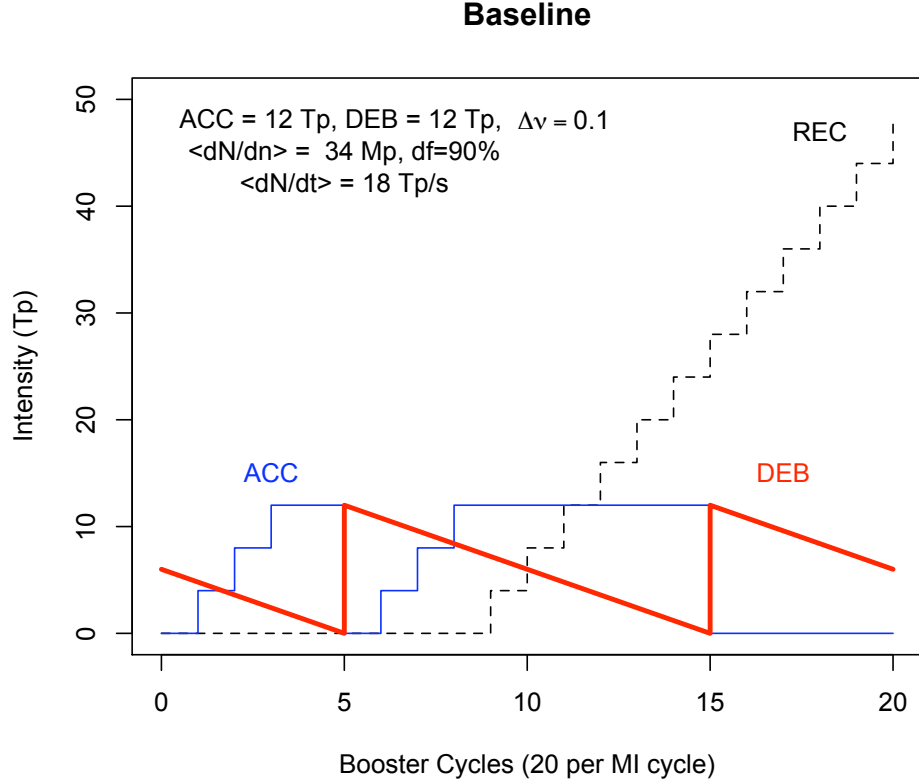 Baseline
ACC = 12 Tp, DEB = 12 Tp, Δν = 0.1
<dN/dn> = 34 Mp, df=90%
<dN/dt> = 18 Tp/s
REC
ACC
DEB
Intensity (Tp)
50
40
30
20
10
0
0 5 10 15 20
Booster Cycles (20 per MI cycle)